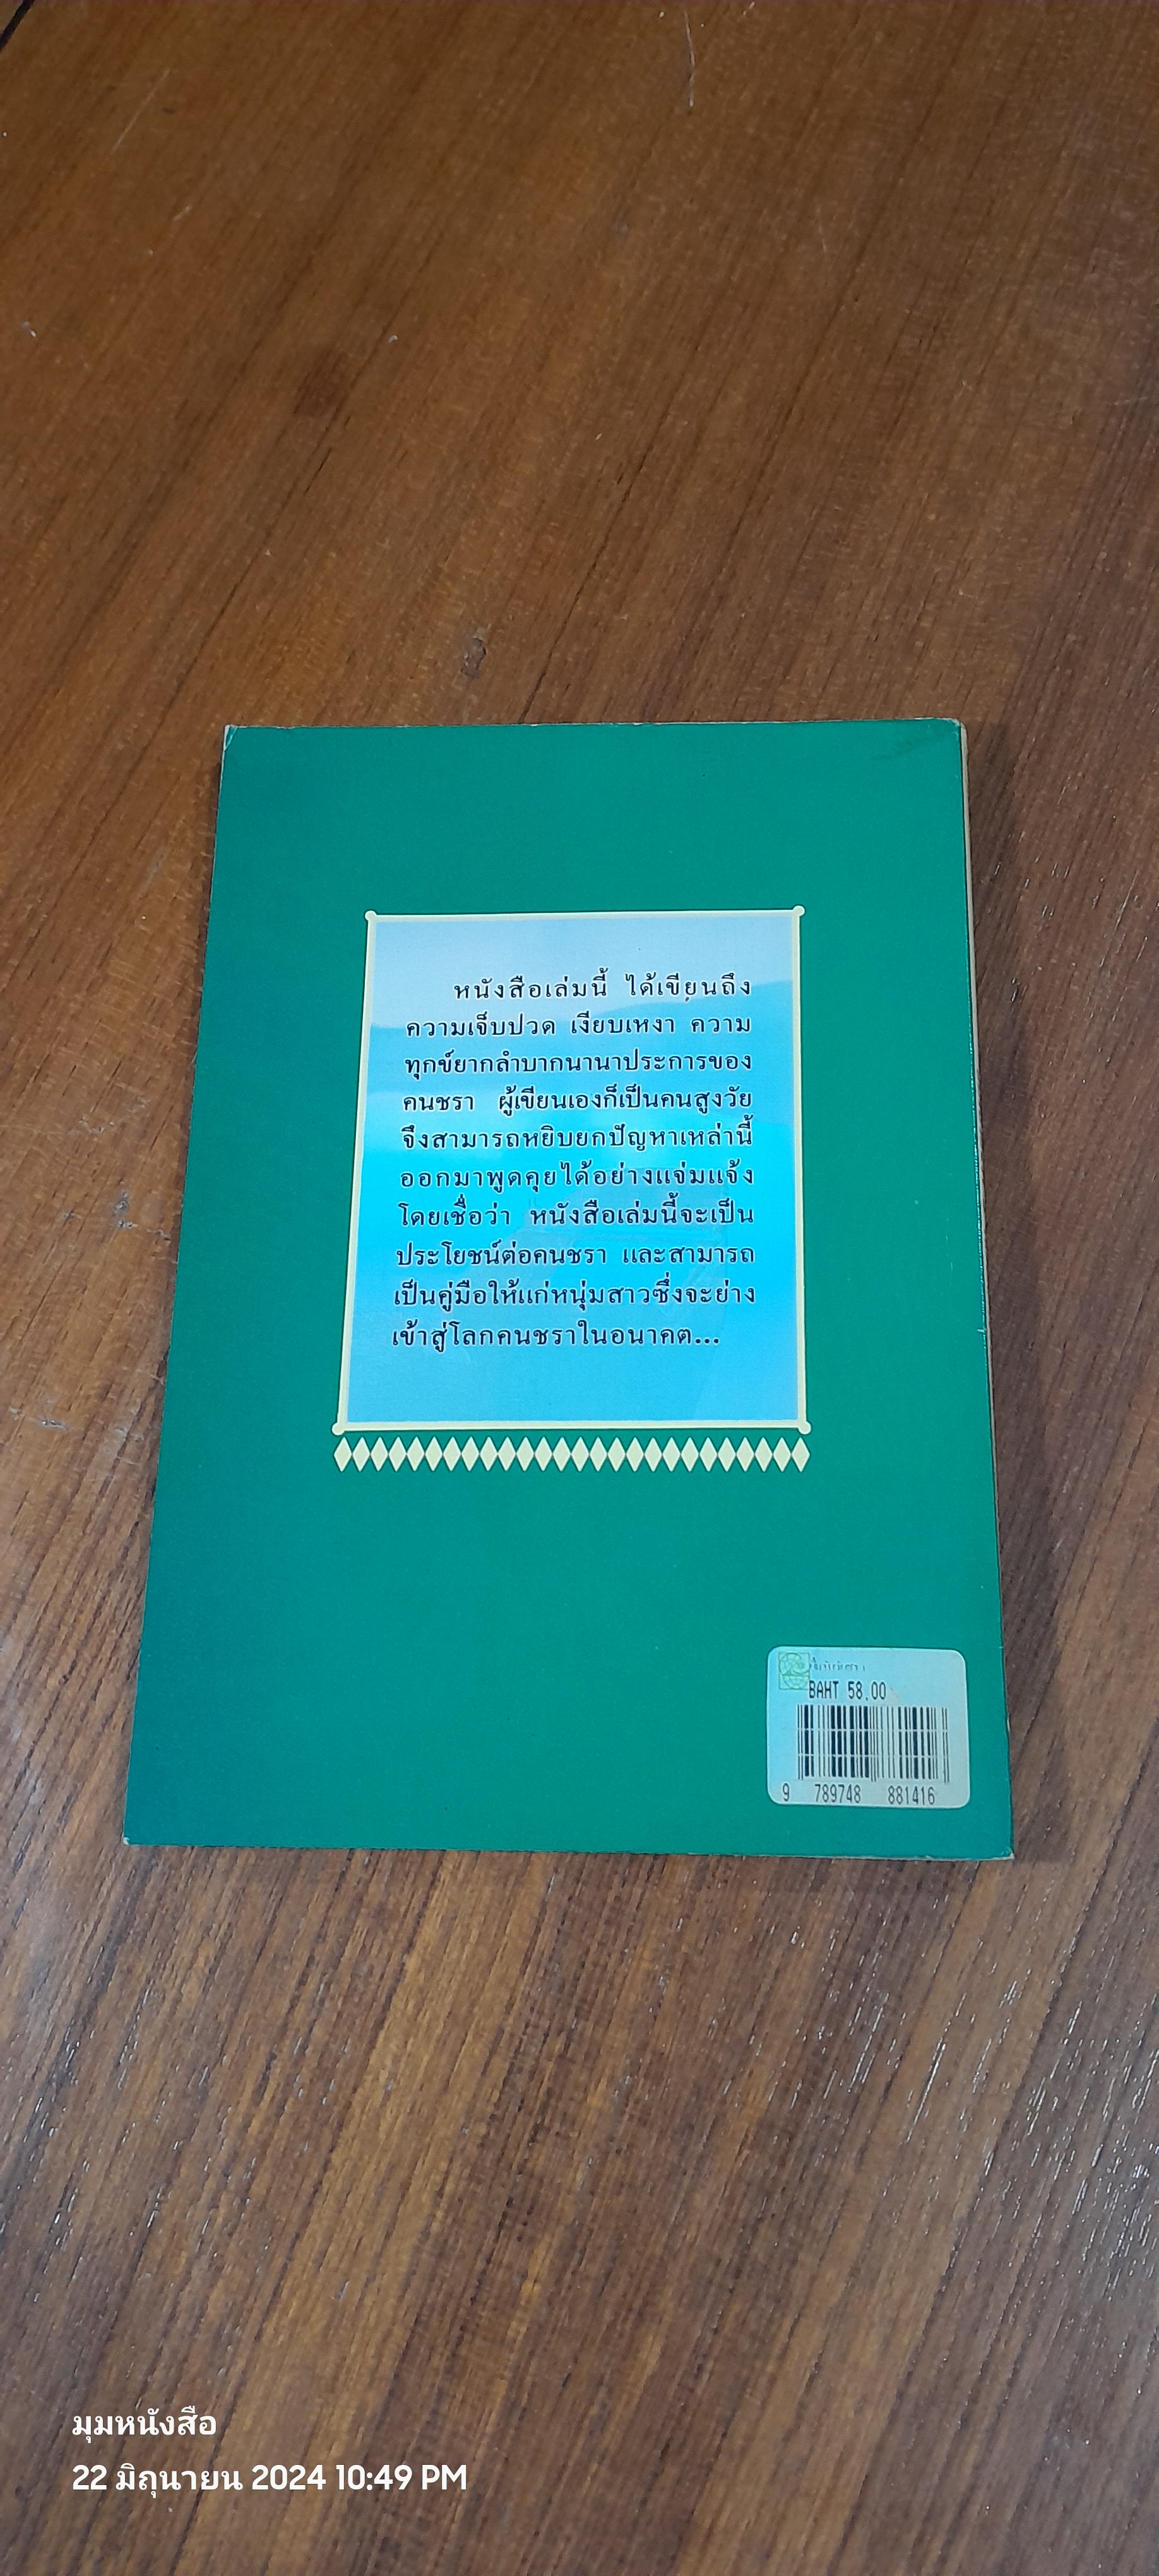 หนังสือเล่มนี้ ได้เขียนถึง
ความเจ็บปวด เงียบเหงา ความ
ทุกข์ยากลำบากนานาประการของ
คนชรา ผู้เขียนเองก็เป็นคนสูงวัย
จึงสามารถหยิบยกปัญหาเหล่านี้
ออกมาพูดคุยได้อย่างแจ่มแจ้ง
โดยเชื่อว่า หนังสือเล่มนี้จะเป็น
ประโยชน์ต่อคนชรา และสามารถ
เป็นคู่มือให้แก่หนุ่มสาวซึ่งจะย่าง
เข้าสู่โลกคนชราในอนาคต...
BAHT 58.00
9 789748 881416
มุมหนังสือ
22 มิถุนายน 2024 10:49 PM